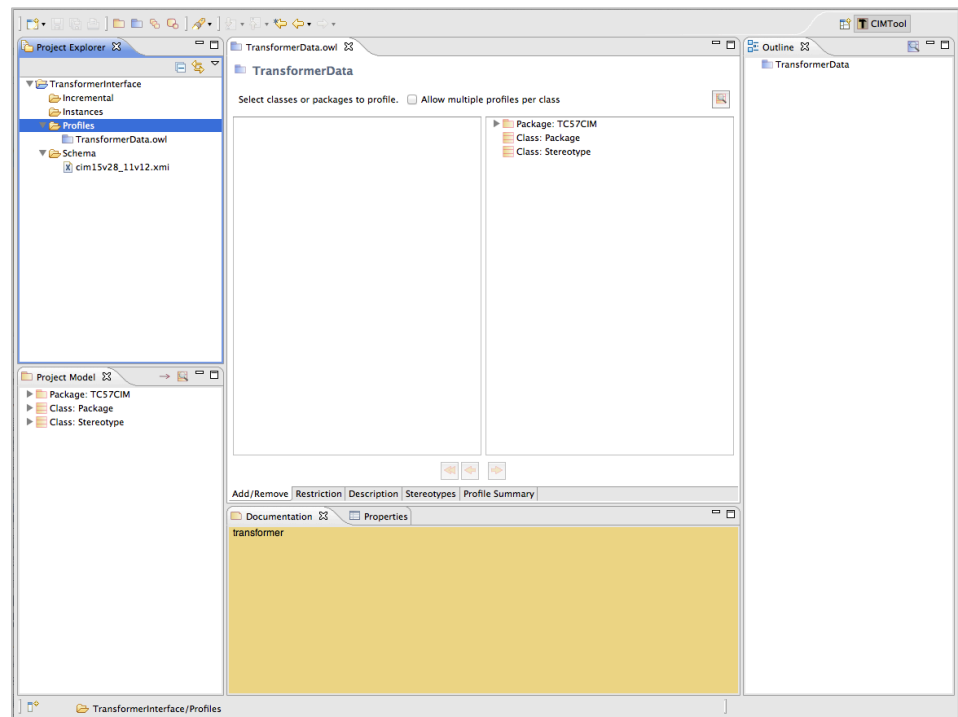 CIMTool
Project Explorer
TransformerInterface
Incremental
Instances
Profiles
TransformerData.owl
Schema
cim15v28_11v12.xmi
Project Model
Package: TC57CIM
Class: Package
Class: Stereotype
TransformerData.owl
TransformerData
Select classes or packages to profile.
Allow multiple profiles per class
Package: TC57CIM
Class: Package
Class: Stereotype
Add/Remove Restriction Description Stereotypes Profile Summary
Documentation Properties
transformer
Outline
TransformerData
TransformerInterface/Profiles